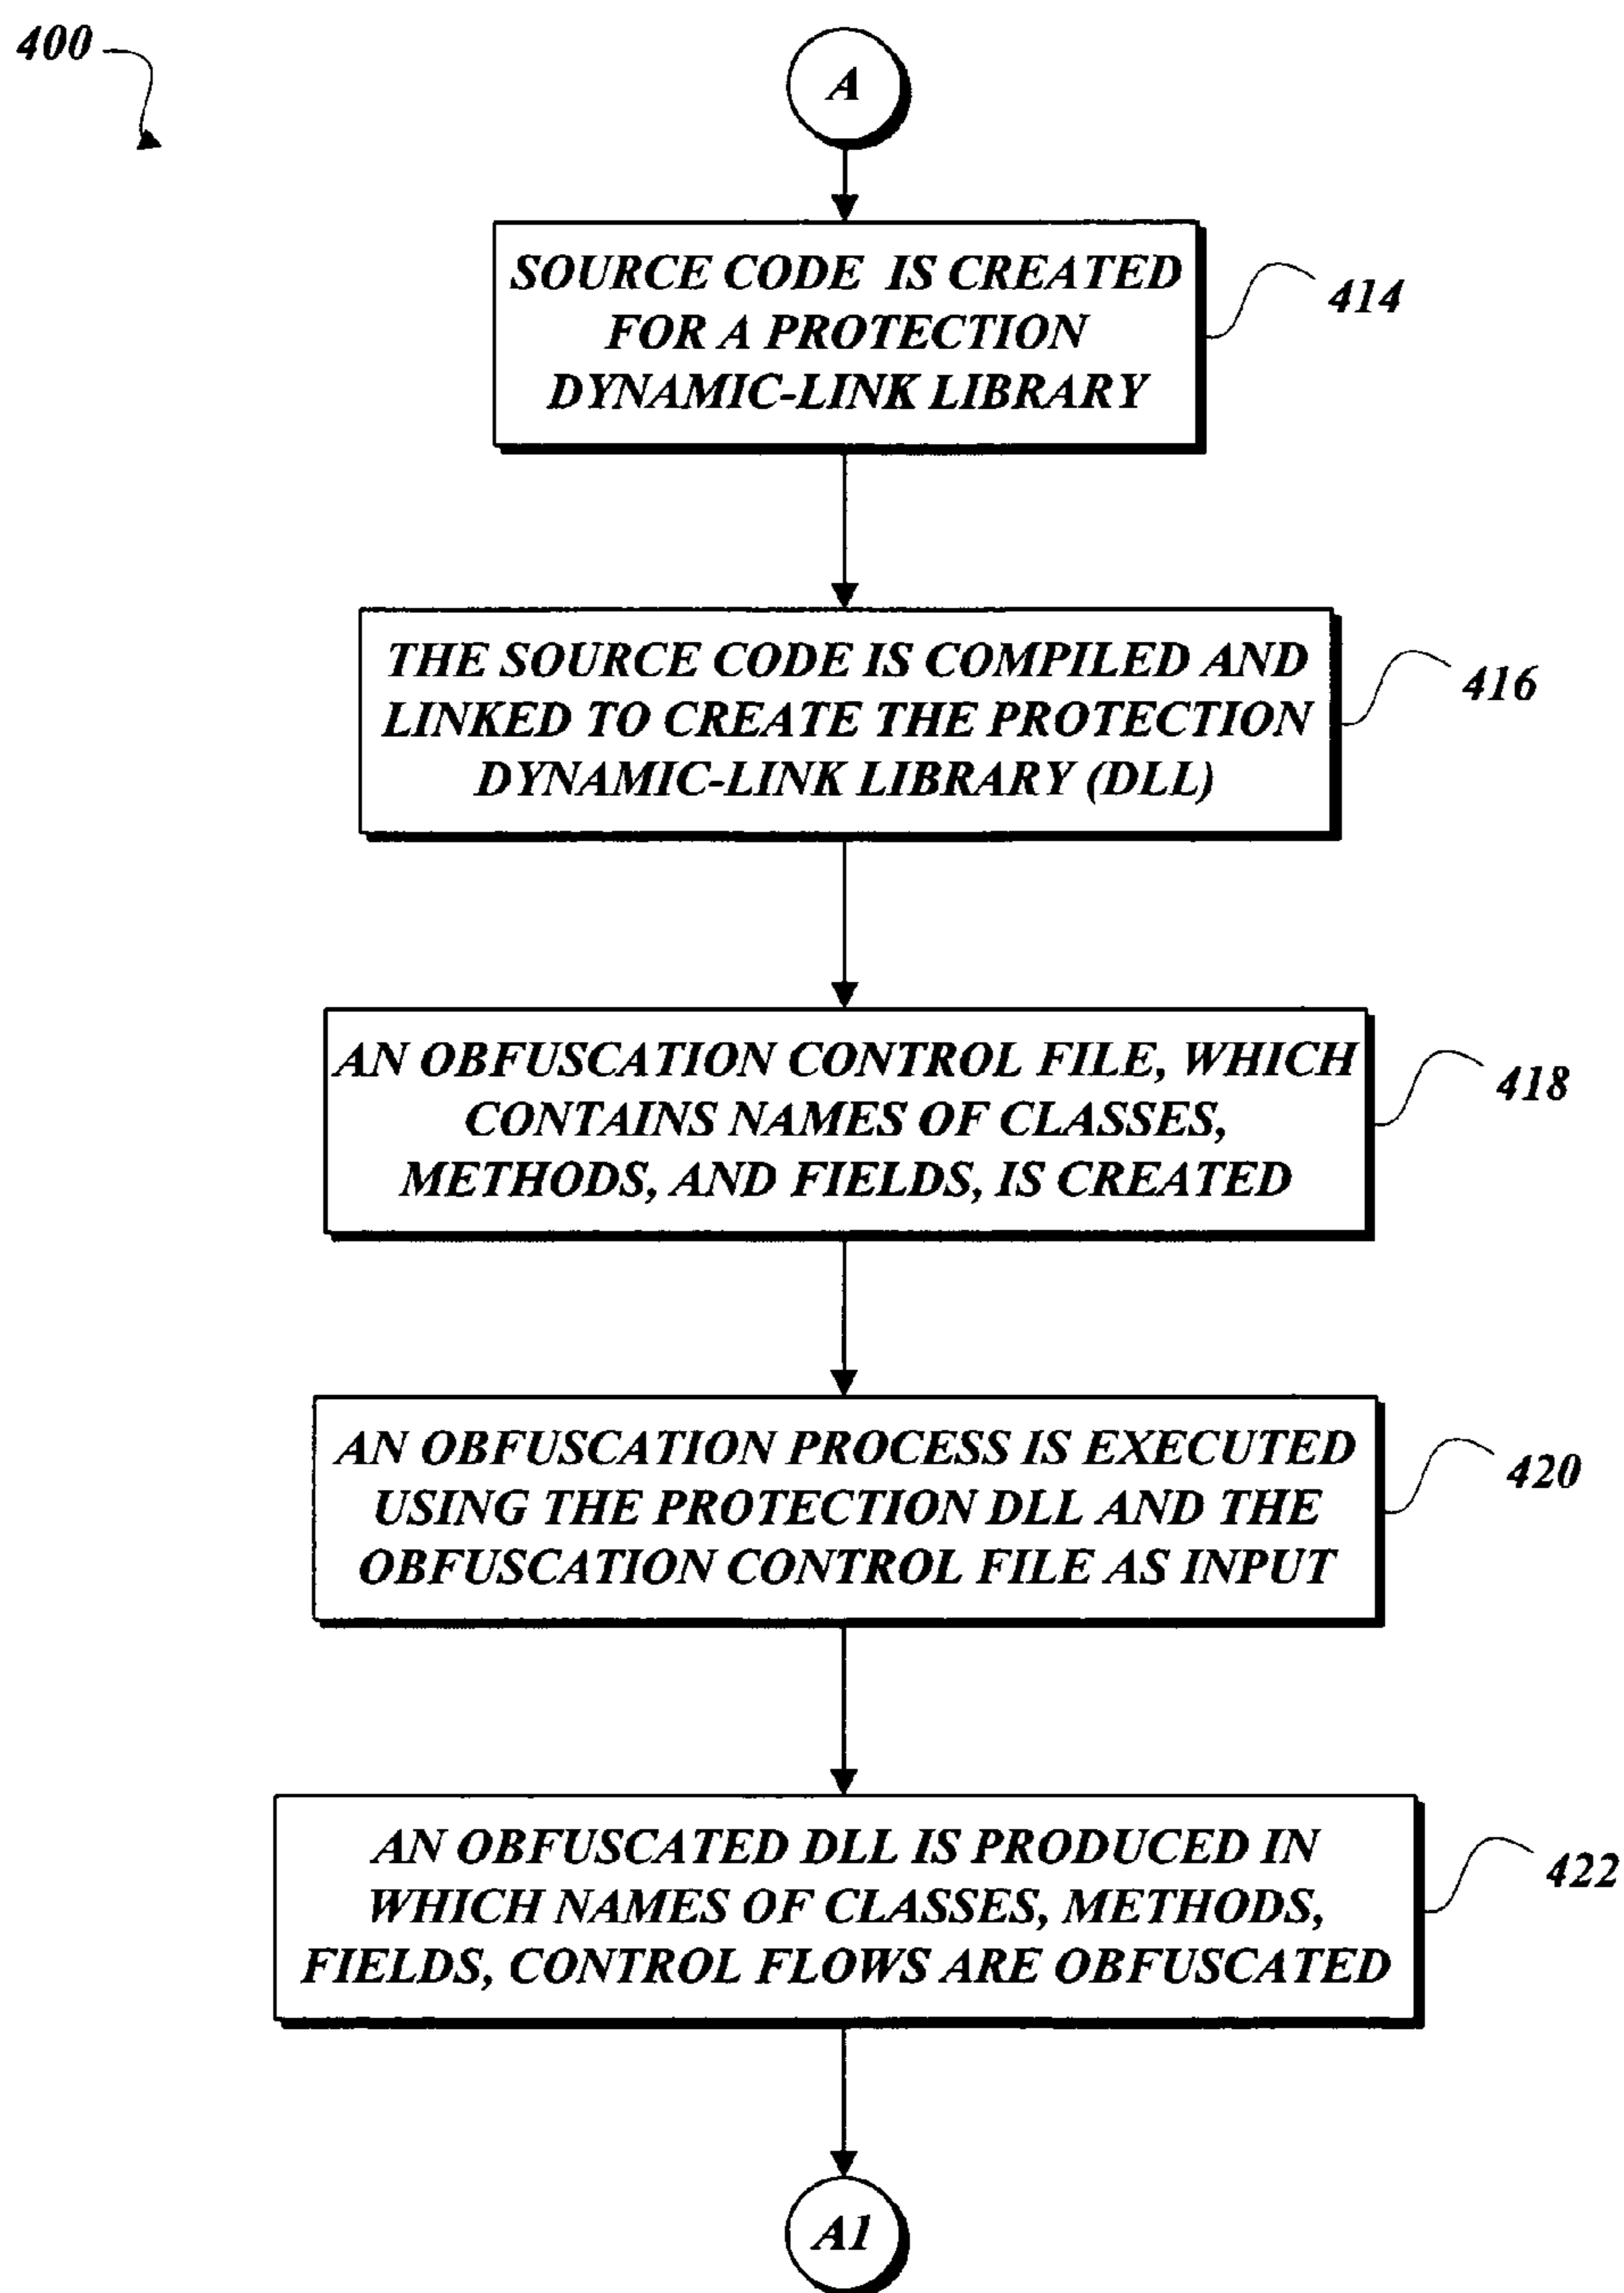 400
A
SOURCE CODE IS CREATED
FOR A PROTECTION
DYNAMIC-LINK LIBRARY
414
THE SOURCE CODE IS COMPILED AND
LINKED TO CREATE THE PROTECTION
DYNAMIC-LINK LIBRARY (DLL)
416
AN OBFUSCATION CONTROL FILE, WHICH
CONTAINS NAMES OF CLASSES,
METHODS, AND FIELDS, IS CREATED
418
AN OBFUSCATION PROCESS IS EXECUTED
USING THE PROTECTION DLL AND THE
OBFUSCATION CONTROL FILE AS INPUT
420
AN OBFUSCATED DLL IS PRODUCED IN
WHICH NAMES OF CLASSES, METHODS,
FIELDS, CONTROL FLOWS ARE OBFUSCATED
422
A1